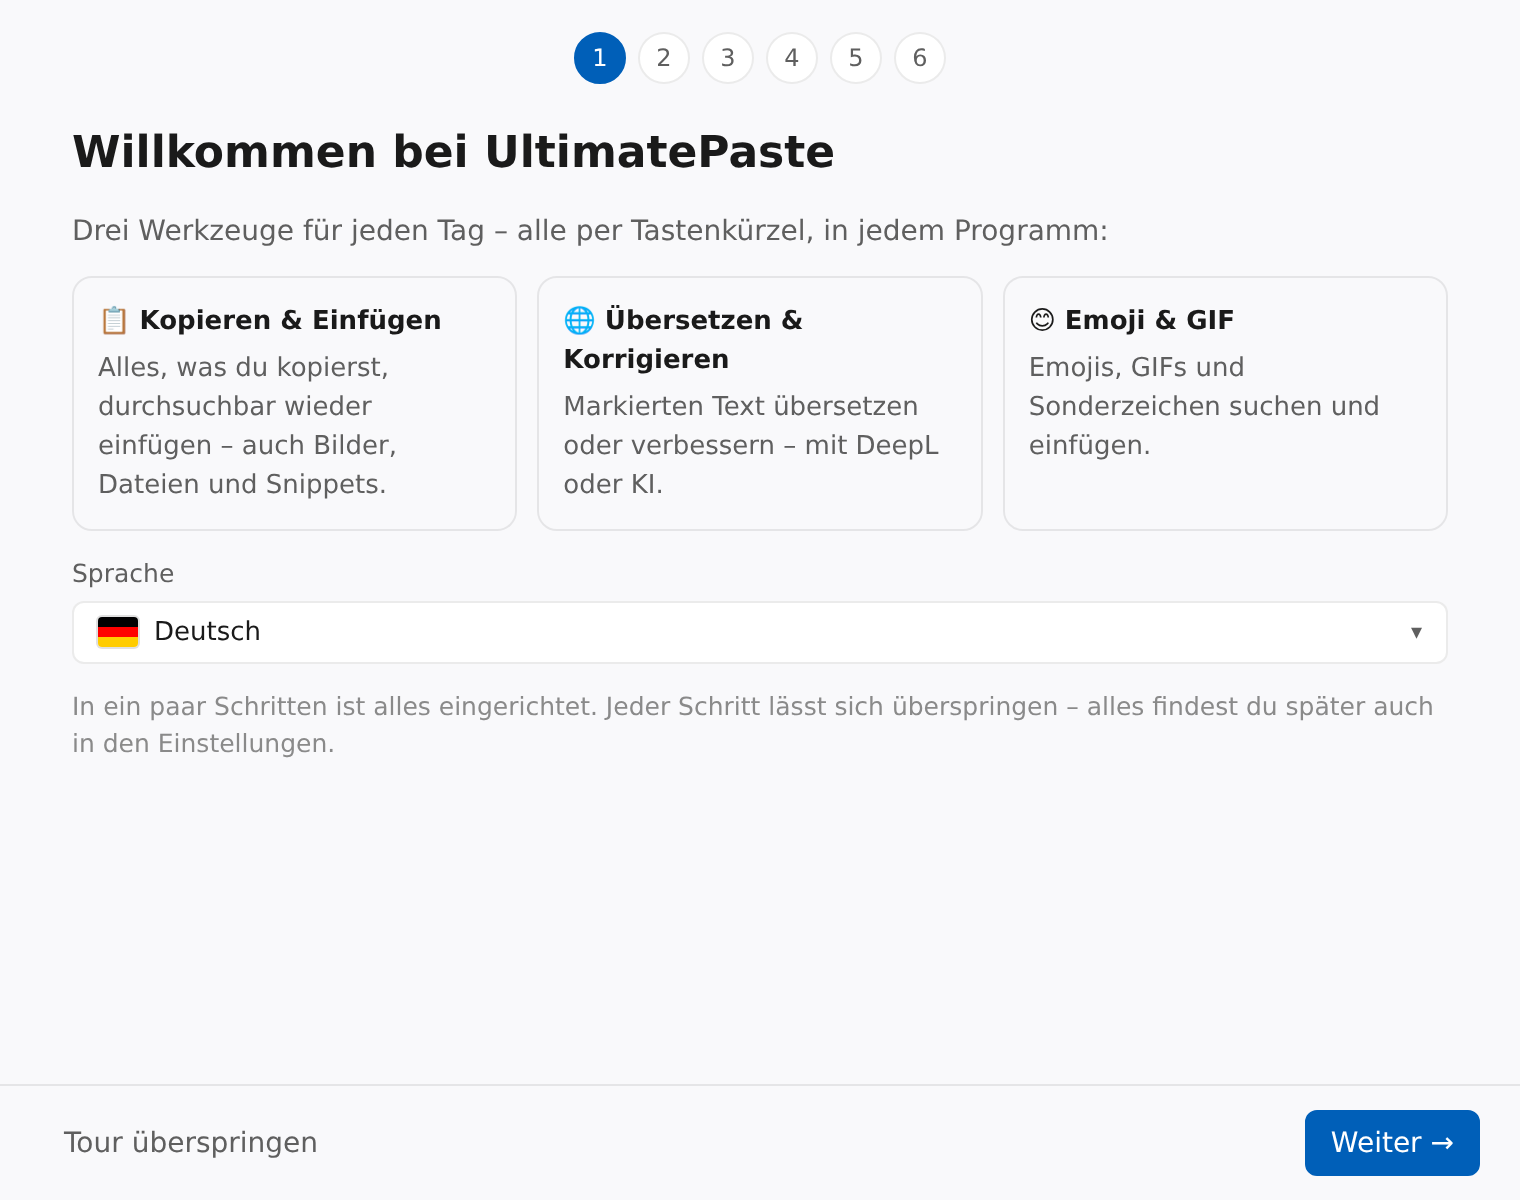 1 2 3 4 5 6
Willkommen bei UltimatePaste
Drei Werkzeuge für jeden Tag – alle per Tastenkürzel, in jedem Programm:
📋 Kopieren & Einfügen
Alles, was du kopierst,
durchsuchbar wieder
einfügen – auch Bilder,
Dateien und Snippets.
🌐 Übersetzen &
Korrigieren
Markierten Text übersetzen
oder verbessern – mit DeepL
oder KI.
😊 Emoji & GIF
Emojis, GIFs und
Sonderzeichen suchen und
einfügen.
Sprache
Deutsch ▾
In ein paar Schritten ist alles eingerichtet. Jeder Schritt lässt sich überspringen – alles findest du später auch
in den Einstellungen.
Tour überspringen
Weiter →